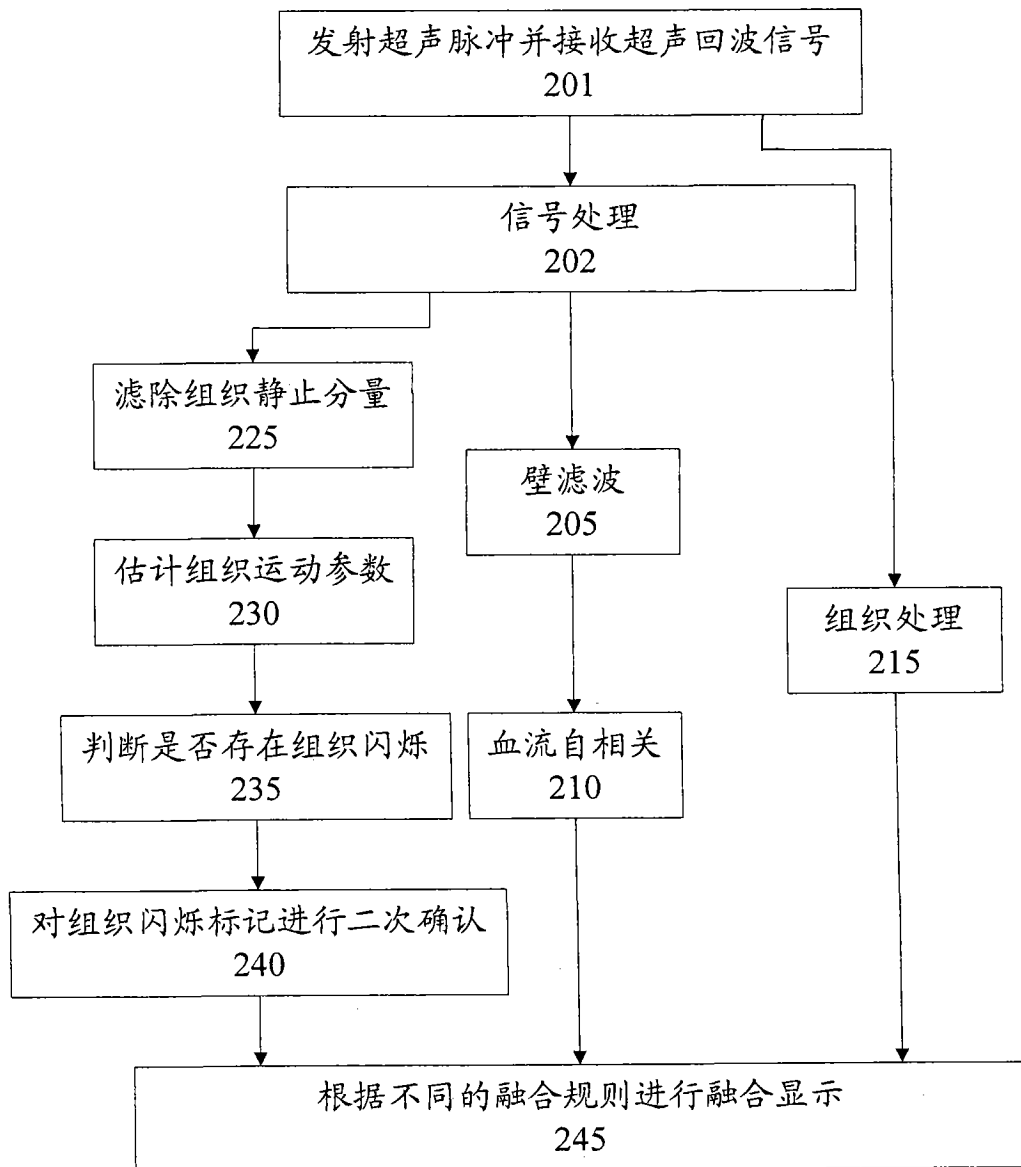 发射超声脉冲并接收超声回波信号
201
信号处理
202
滤除组织静止分量
225
壁滤波
205
估计组织运动参数
230
组织处理
215
判断是否存在组织闪烁
235
血流自相关
210
对组织闪烁标记进行二次确认
240
根据不同的融合规则进行融合显示
245